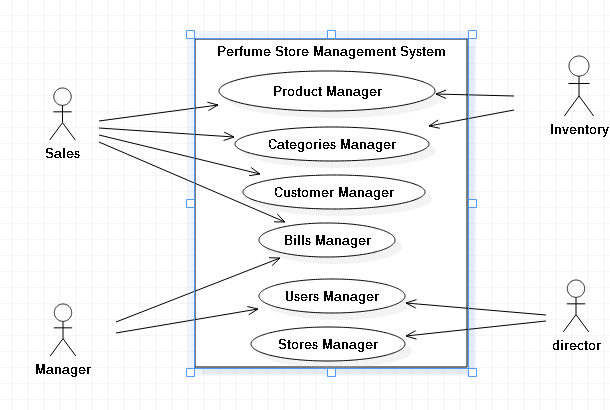 Perfume Store Management System
Product Manager
Sales
Inventory
Categories Manager
Customer Manager
Bills Manager
Users Manager
Stores Manager
Manager
director